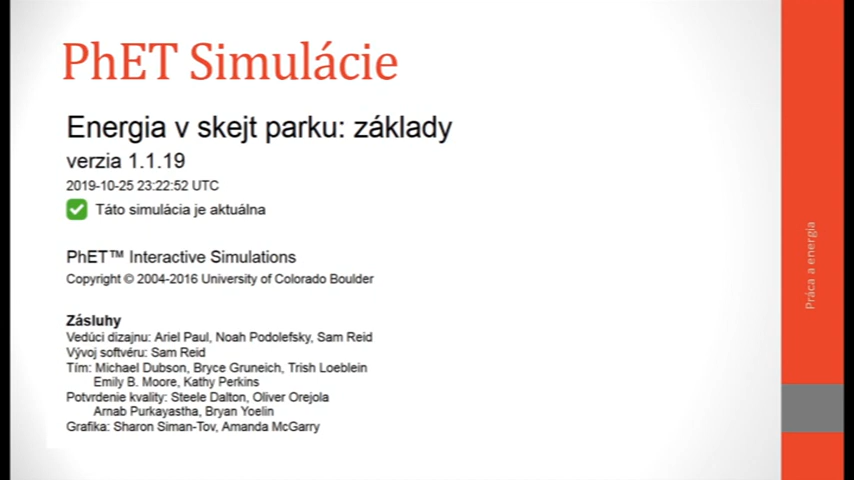 PhET Simulácie
Energia v skejt parku: základy
verzia 1.1.19
2019-10-25 23:22:52 UTC
Táto simulácia je aktuálna
PhET™ Interactive Simulations
Copyright © 2004-2016 University of Colorado Boulder
Zásluhy
Vedúci dizajnu: Ariel Paul, Noah Podolefsky, Sam Reid
Vývoj softvéru: Sam Reid
Tím: Michael Dubson, Bryce Gruneich, Trish Loeblein
Emily B. Moore, Kathy Perkins
Potvrdenie kvality: Steele Dalton, Oliver Orejola
Arnab Purkayastha, Bryan Yoelin
Grafika: Sharon Siman-Tov, Amanda McGarry
Práca a energia